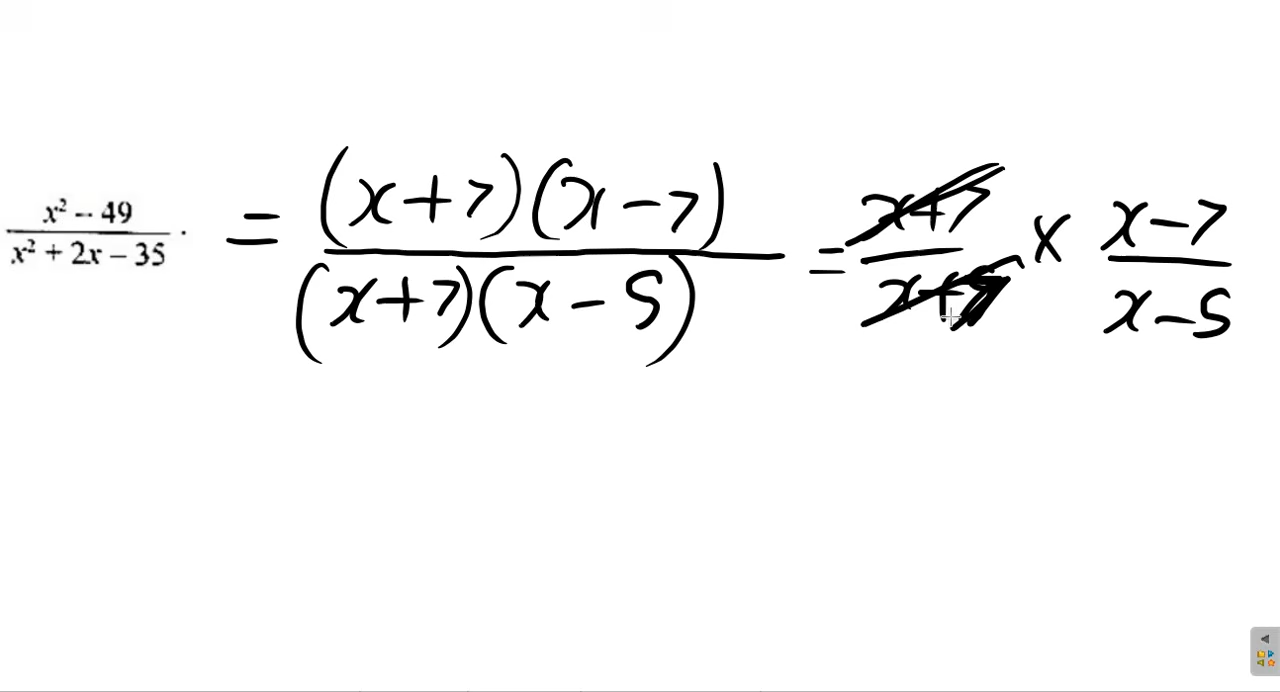 x² – 49 / x² + 2x – 35 . = (x+7)(x-7) / (x+7)(x-5) = x+7 / x+7 × x-7 / x-5